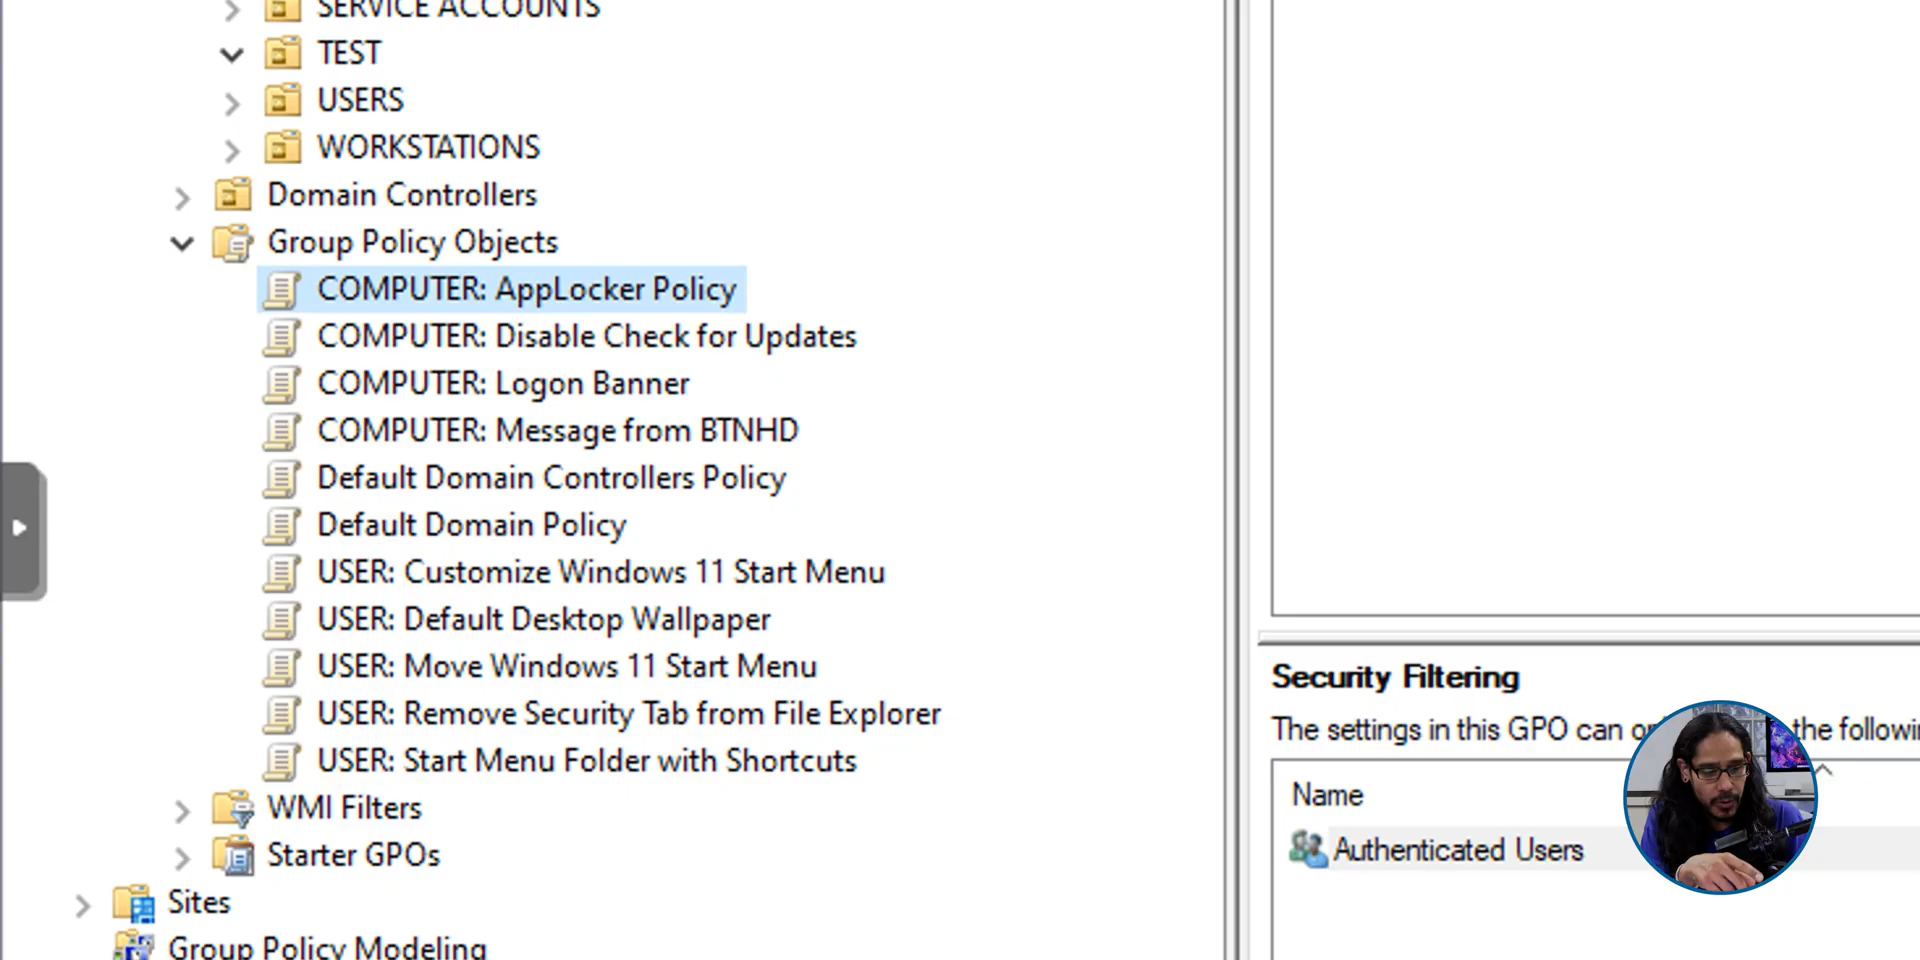 SERVICE ACCOUNTS
TEST
USERS
WORKSTATIONS
Domain Controllers
Group Policy Objects
COMPUTER: AppLocker Policy
COMPUTER: Disable Check for Updates
COMPUTER: Logon Banner
COMPUTER: Message from BTNHD
Default Domain Controllers Policy
Default Domain Policy
USER: Customize Windows 11 Start Menu
USER: Default Desktop Wallpaper
USER: Move Windows 11 Start Menu
USER: Remove Security Tab from File Explorer
USER: Start Menu Folder with Shortcuts
WMI Filters
Starter GPOs
Sites
Group Policy Modeling
Security Filtering
The settings in this GPO can the
Name
Authenticated Users